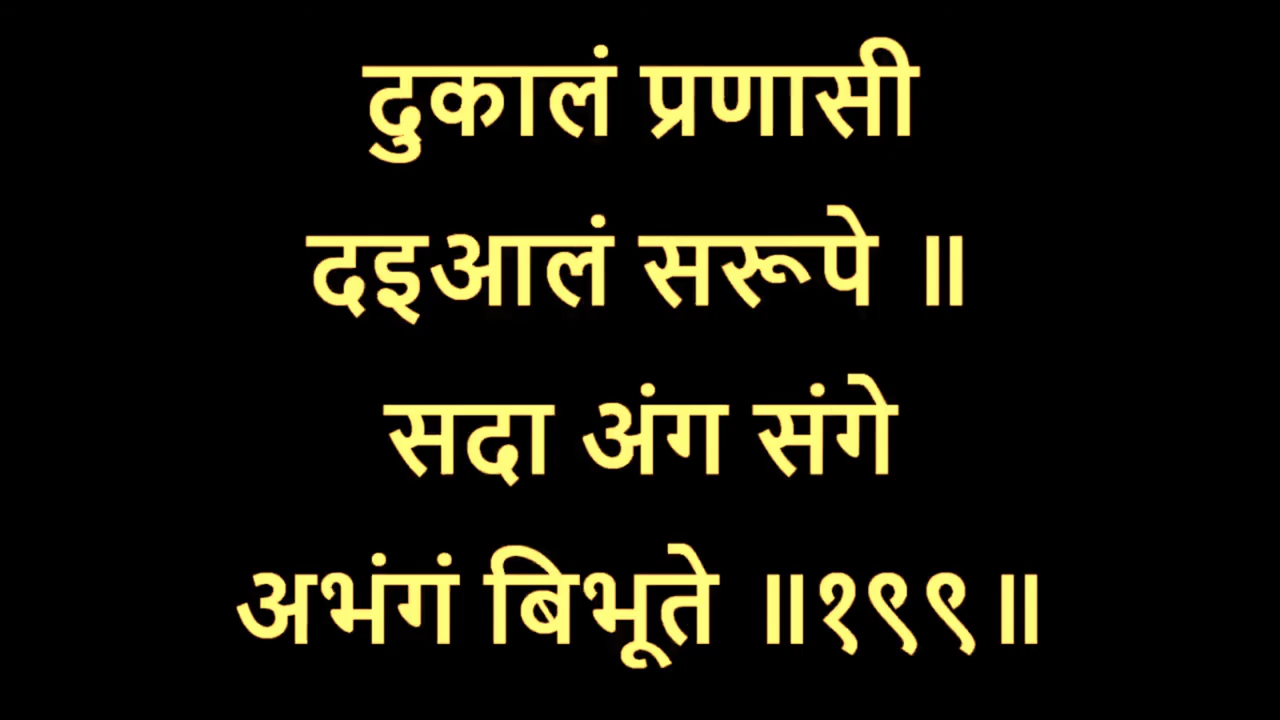 दुकालं प्रणासी
दइआलं सरूपे ॥
सदा अंग संगे
अभंगं बिभूते ॥१९९॥